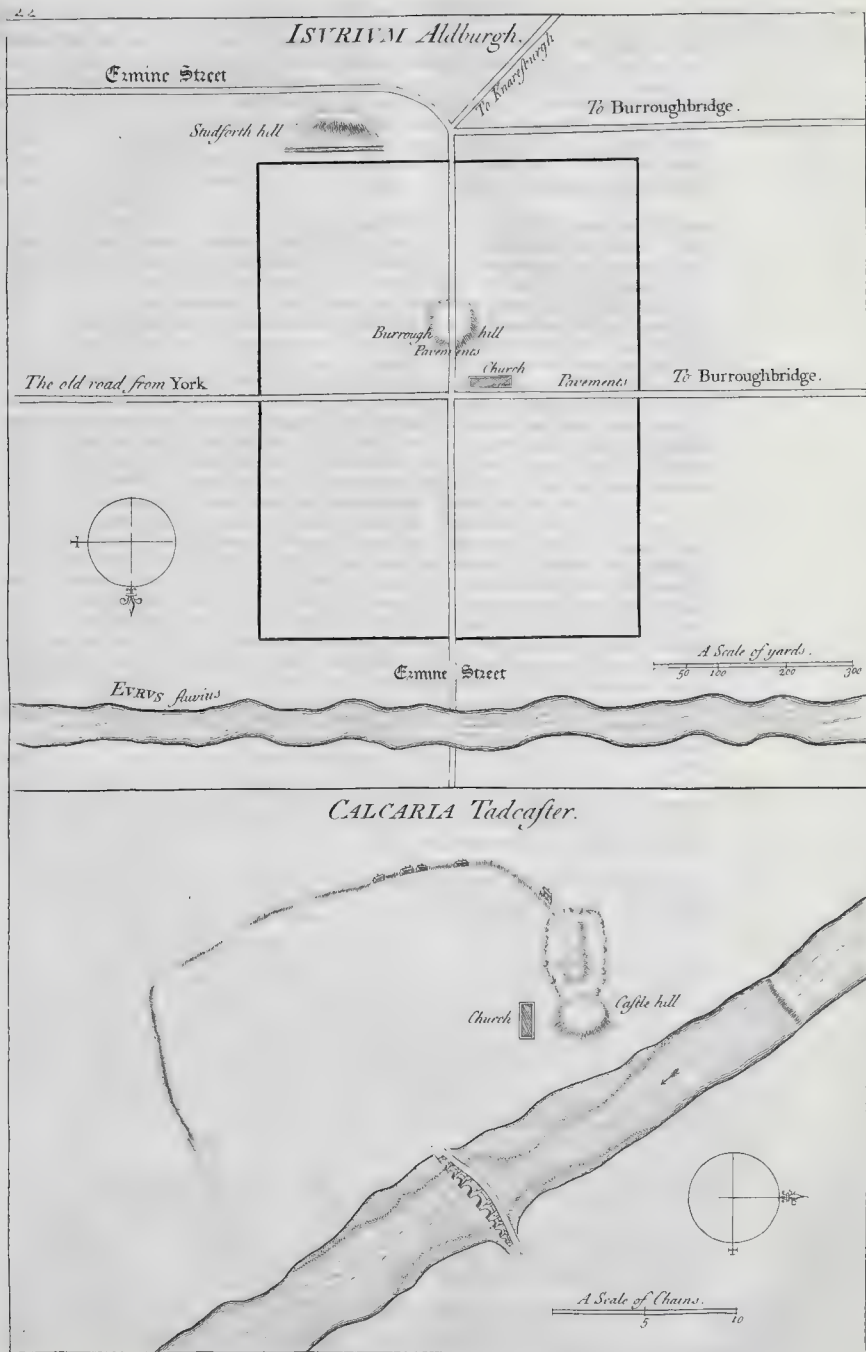 22
ISVRIVM Aldburgh.
Ermine Street
To Knaresburgh
To Burroughbridge.
Studforth hill
Burrough hill
Pavements
Church
The old road from York
Pavements
To Burroughbridge.
A Scale of yards.
50 100 200 300
Ermine Street
EVRVS fluvius
CALCARIA Tadcaſter.
Caſtle hill
Church
A Scale of Chains.
5 10